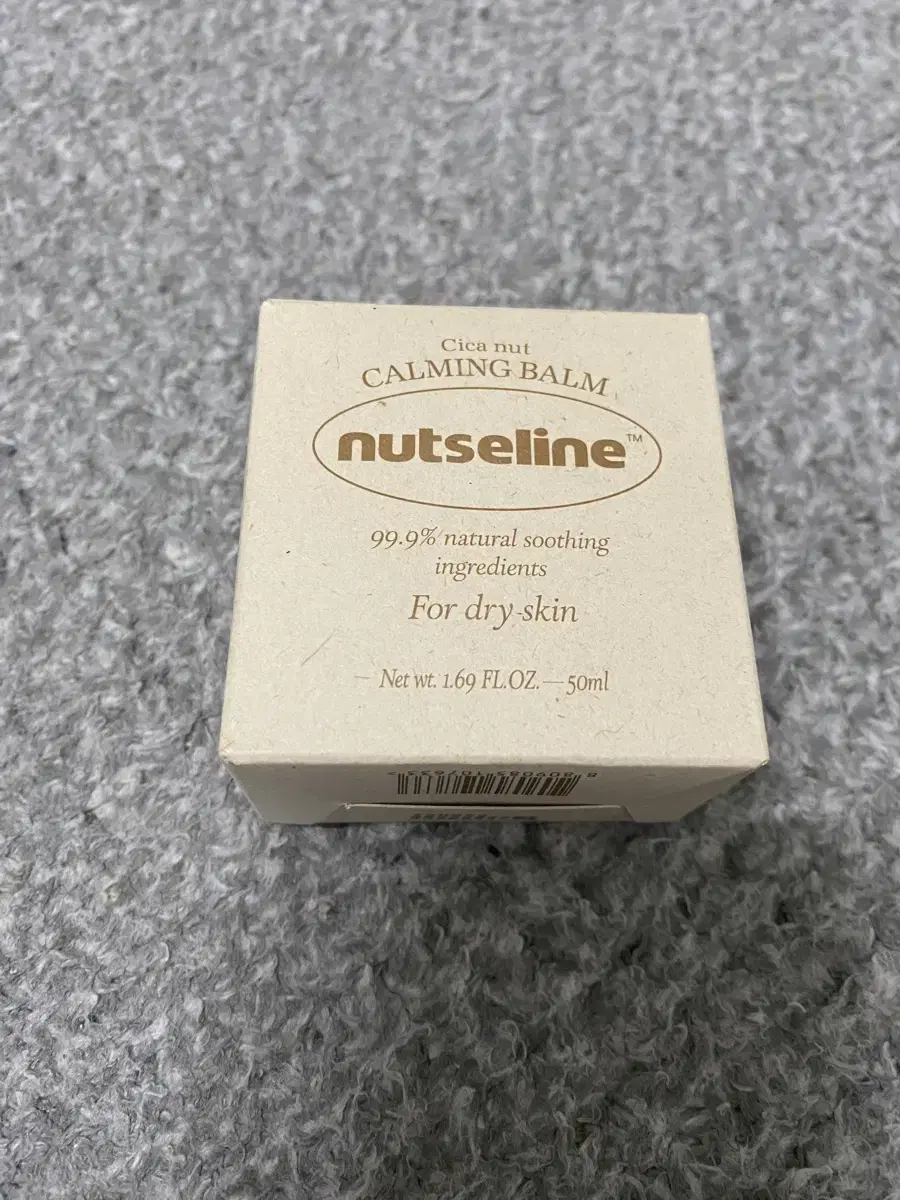 Cica nut
CALMING BALM
nutseline™
99.9% natural soothing
ingredients
For dry skin
Net wt. 1.69 FL.OZ. — 50ml